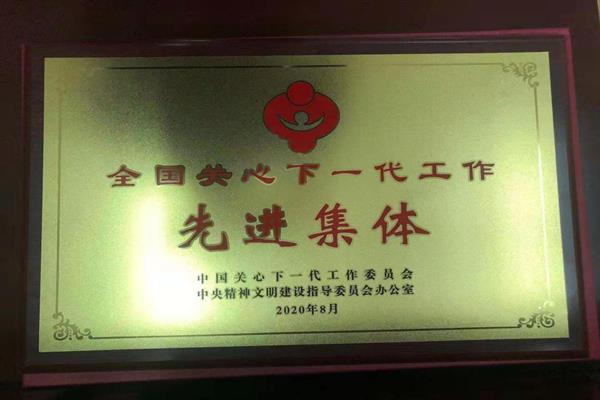 全国关心下一代工作
先进集体
中国关心下一代工作委员会
中央精神文明建设指导委员会办公室
2020年8月